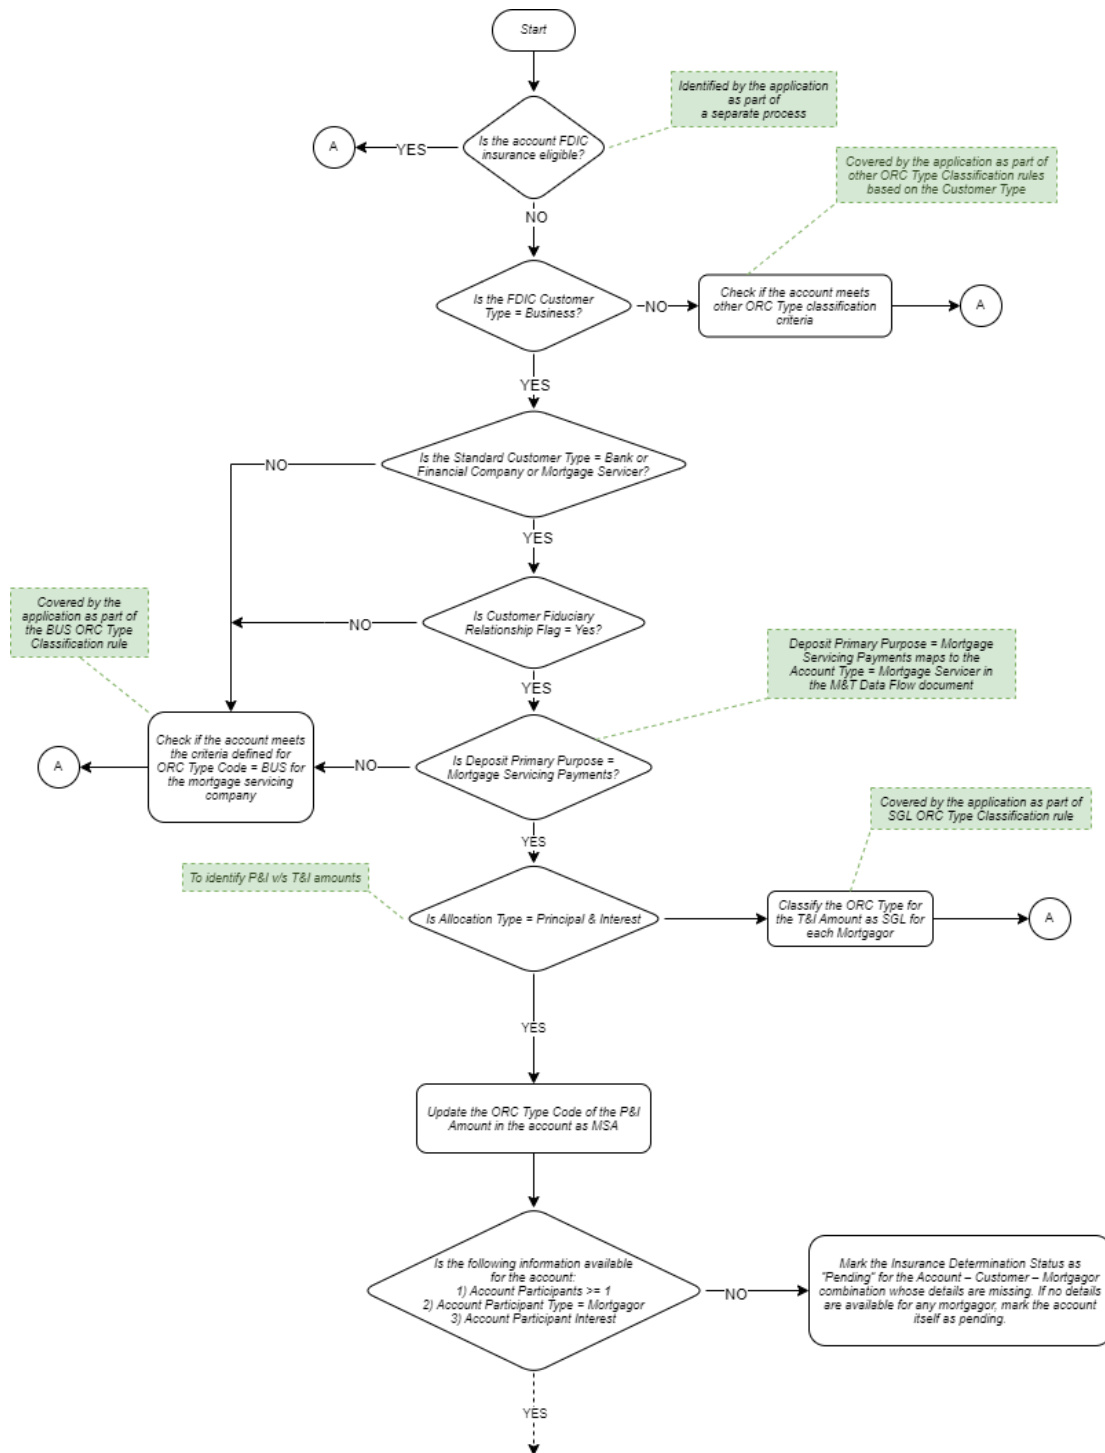 Start
Identified by the application
as part of
a separate process
Is the account FDIC
insurance eligible?
YES
A
NO
Covered by the application as part of
other ORC Type Classification rules
based on the Customer Type
Is the FDIC Customer
Type = Business?
NO
Check if the account meets
other ORC Type classification
criteria
A
YES
Is the Standard Customer Type = Bank or
Financial Company or Mortgage Servicer?
NO
YES
Covered by the
application as part of
the BUS ORC Type
Classification rule
Is Customer Fiduciary
Relationship Flag = Yes?
NO
YES
Deposit Primary Purpose = Mortgage
Servicing Payments maps to the
Account Type = Mortgage Servicer in
the M&T Data Flow document
Is Deposit Primary Purpose =
Mortgage Servicing Payments?
NO
Check if the account meets
the criteria defined for
ORC Type Code = BUS for
the mortgage servicing
company
A
YES
Covered by the application as part of
SGL ORC Type Classification rule
To identify P&I v/s T&I amounts
Is Allocation Type = Principal & Interest
Classify the ORC Type for
the T&I Amount as SGL for
each Mortgagor
A
YES
Update the ORC Type Code of the P&I
Amount in the account as MSA
Is the following information available
for the account:
1) Account Participants >= 1
2) Account Participant Type = Mortgagor
3) Account Participant Interest
NO
Mark the Insurance Determination Status as
"Pending" for the Account – Customer – Mortgagor
combination whose details are missing. If no details
are available for any mortgagor, mark the account
itself as pending.
YES